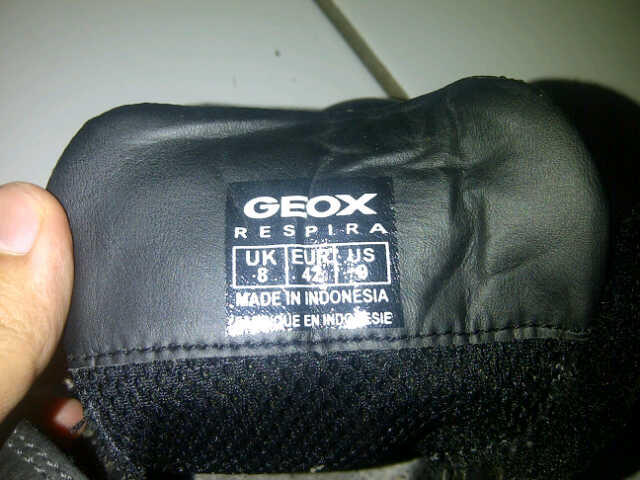 GEOX
RESPIRA
UK EUR US
8 42 9
MADE IN INDONESIA
FABRIQUE EN INDONESIE